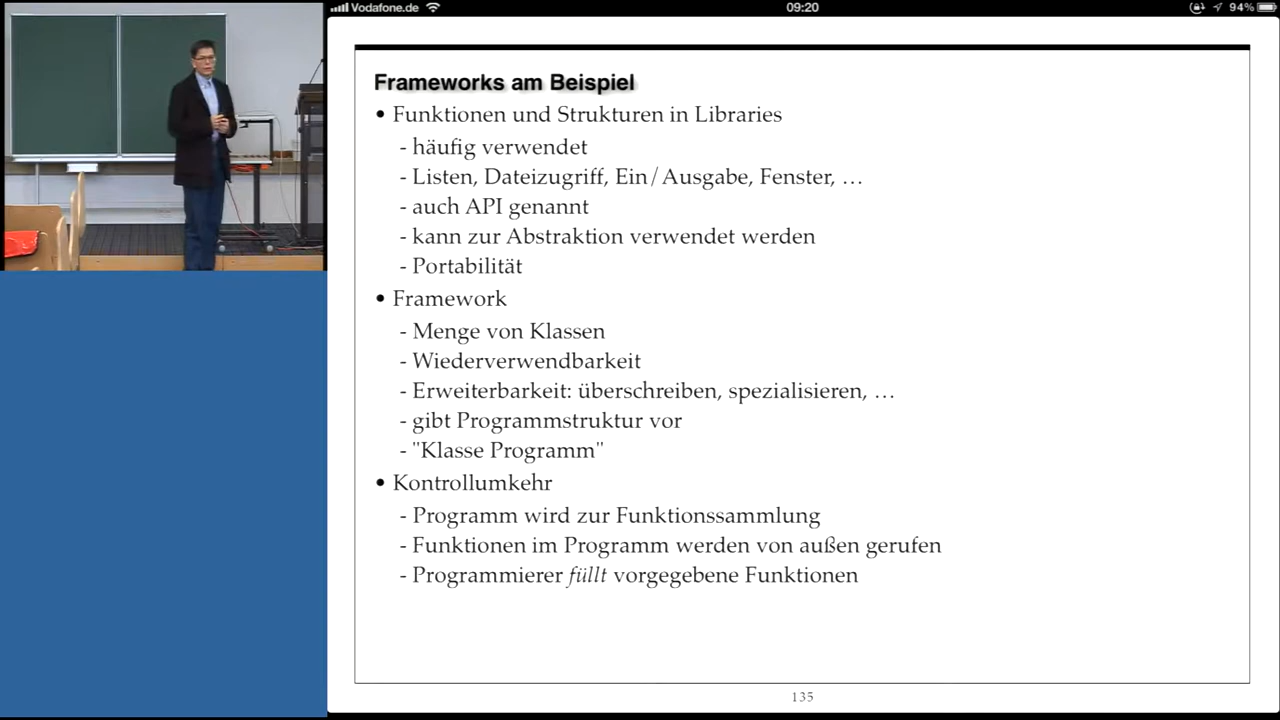 Vodafone.de 09:20 94%
Frameworks am Beispiel
• Funktionen und Strukturen in Libraries
- häufig verwendet
- Listen, Dateizugriff, Ein/Ausgabe, Fenster, …
- auch API genannt
- kann zur Abstraktion verwendet werden
- Portabilität
• Framework
- Menge von Klassen
- Wiederverwendbarkeit
- Erweiterbarkeit: überschreiben, spezialisieren, …
- gibt Programmstruktur vor
- "Klasse Programm"
• Kontrollumkehr
- Programm wird zur Funktionssammlung
- Funktionen im Programm werden von außen gerufen
- Programmierer füllt vorgegebene Funktionen
135